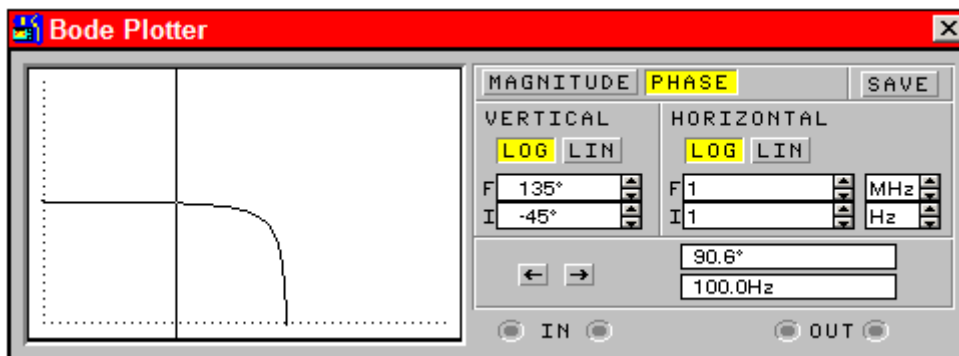 Bode Plotter
MAGNITUDE PHASE SAVE
VERTICAL HORIZONTAL
LOG LIN LOG LIN
F 135° F 1 MHz
I -45° I 1 Hz
90.6°
100.0Hz
IN OUT